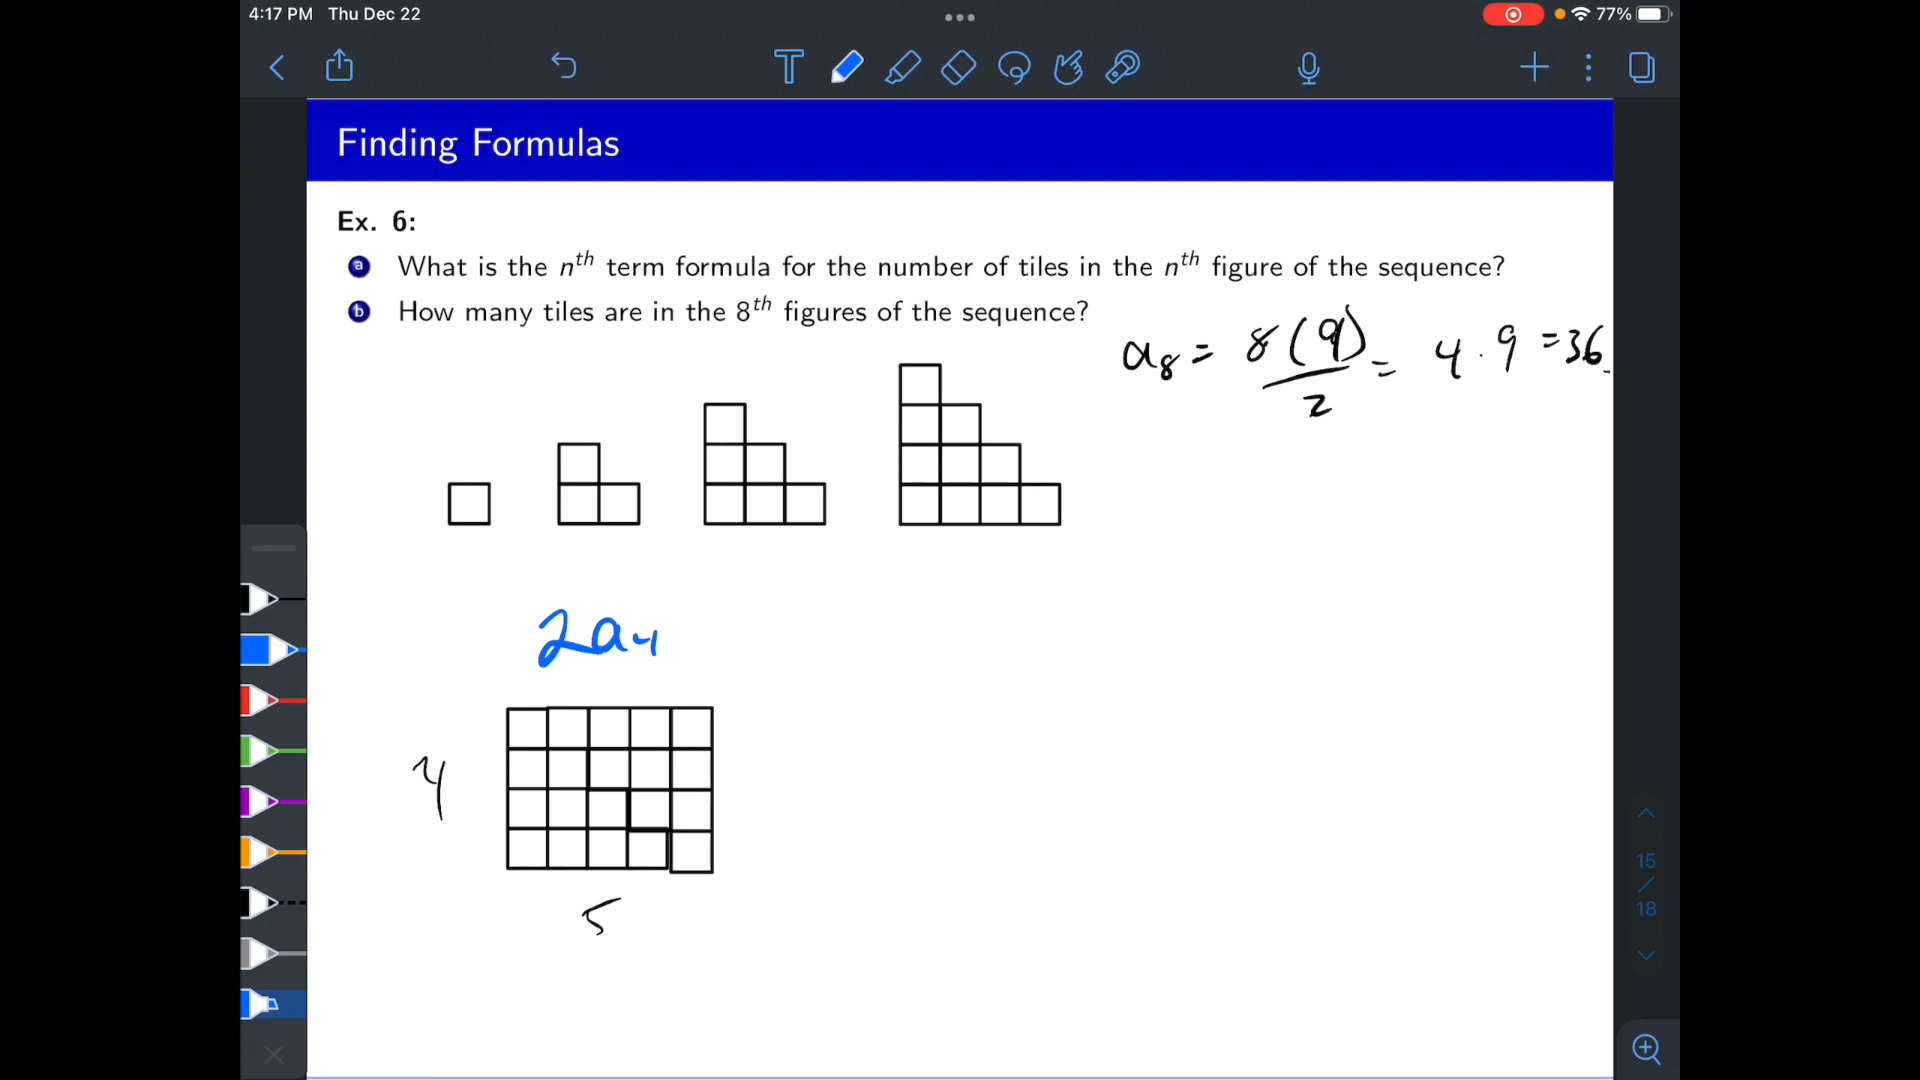 4:17 PM Thu Dec 22
77%
Finding Formulas
Ex. 6:
a What is the nᵗʰ term formula for the number of tiles in the nᵗʰ figure of the sequence?
b How many tiles are in the 8ᵗʰ figures of the sequence?
a₈ = 8(9)/2 = 4 · 9 = 36
2a₄
4
5
15
/
18